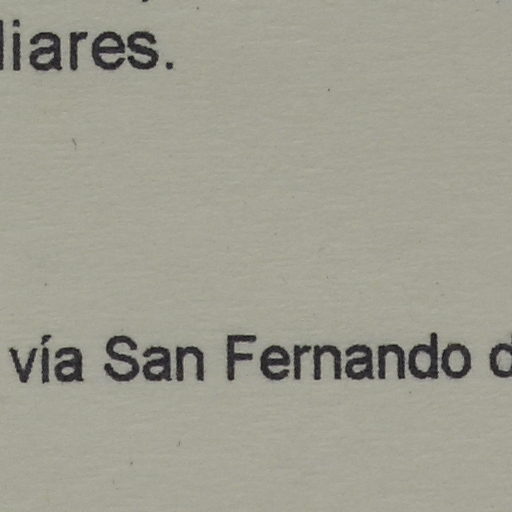 liares.
vía San Fernando d